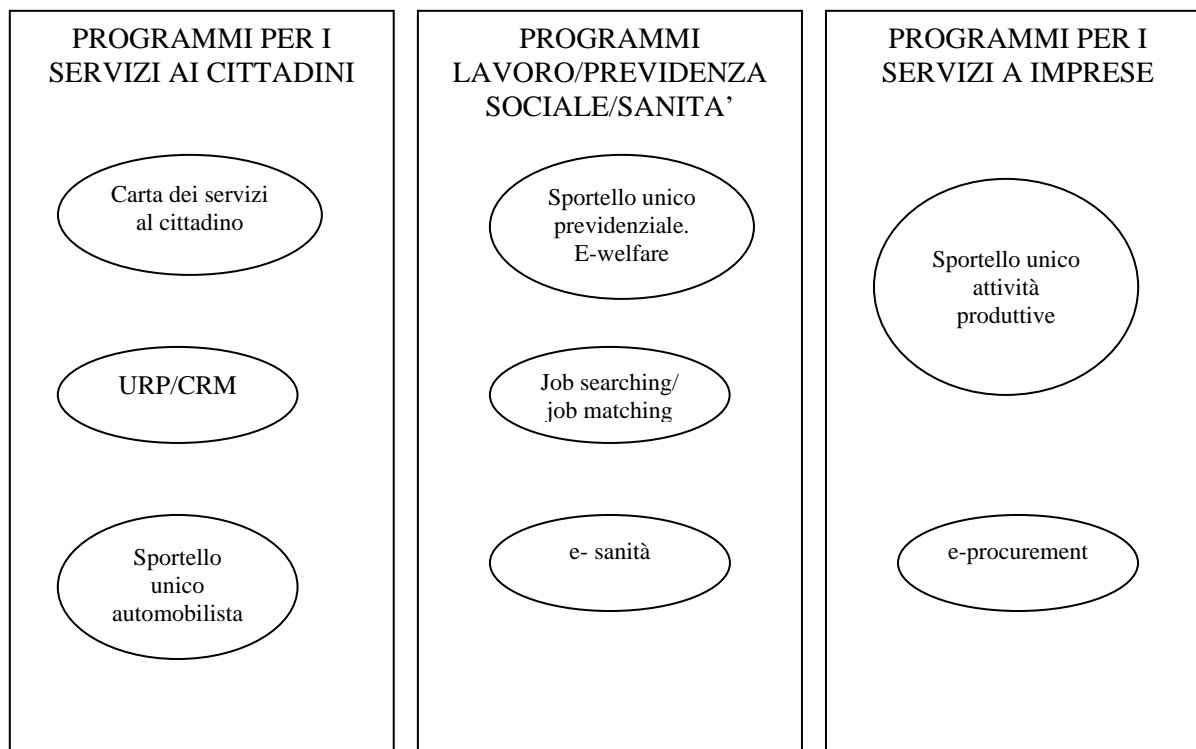 PROGRAMMI PER I
SERVIZI AI CITTADINI
Carta dei servizi
al cittadino
URP/CRM
Sportello
unico
automobilista
PROGRAMMI
LAVORO/PREVIDENZA
SOCIALE/SANITA’
Sportello unico
previdenziale.
E-welfare
Job searching/
job matching
e- sanità
PROGRAMMI PER I
SERVIZI A IMPRESE
Sportello unico
attività
produttive
e-procurement